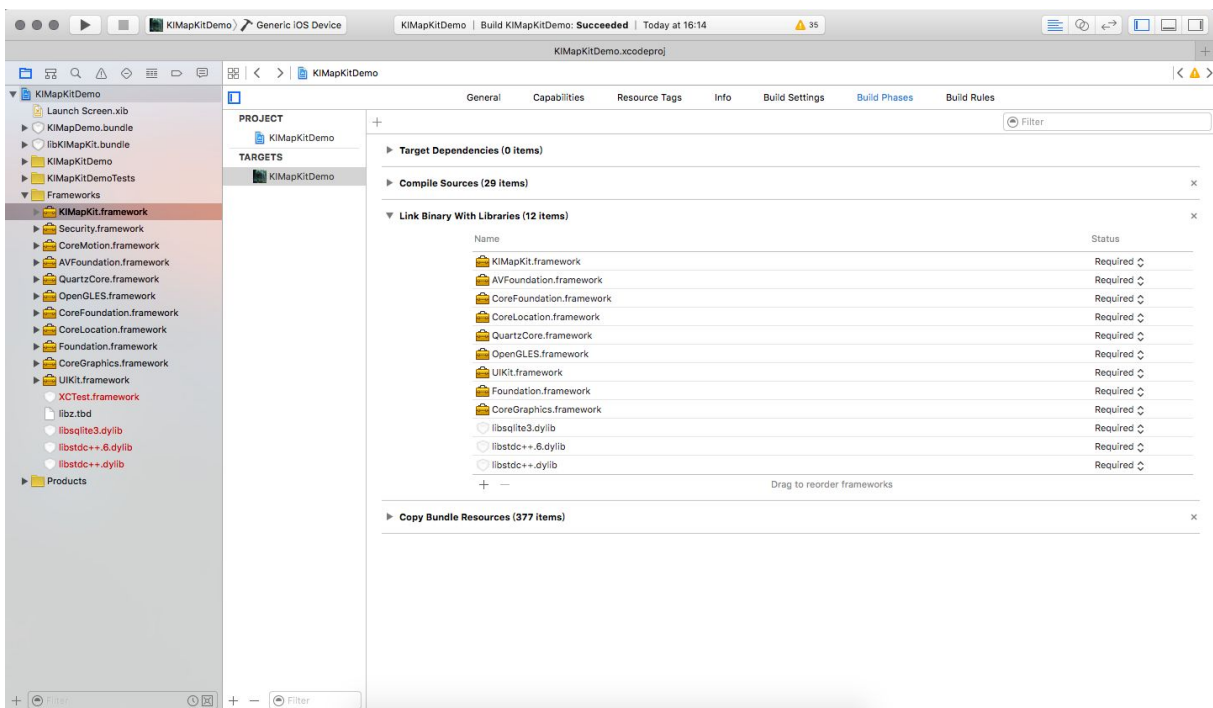 KIMapKitDemo
Generic iOS Device
KIMapKitDemo | Build KIMapKitDemo: Succeeded | Today at 16:14
35
KIMapKitDemo.xcodeproj
KIMapKitDemo
KIMapKitDemo
Launch Screen.xib
KIMapDemo.bundle
libKIMapKit.bundle
KIMapKitDemo
KIMapKitDemoTests
Frameworks
KIMapKit.framework
Security.framework
CoreMotion.framework
AVFoundation.framework
QuartzCore.framework
OpenGLES.framework
CoreFoundation.framework
CoreLocation.framework
Foundation.framework
CoreGraphics.framework
UIKit.framework
XCTest.framework
libz.tbd
libsqlite3.dylib
libstdc++.6.dylib
libstdc++.dylib
Products
Filter
PROJECT
KIMapKitDemo
TARGETS
KIMapKitDemo
Filter
General Capabilities Resource Tags Info Build Settings Build Phases Build Rules
Filter
Target Dependencies (0 items)
Compile Sources (29 items)
Link Binary With Libraries (12 items)
Name Status
KIMapKit.framework Required
AVFoundation.framework Required
CoreFoundation.framework Required
CoreLocation.framework Required
QuartzCore.framework Required
OpenGLES.framework Required
UIKit.framework Required
Foundation.framework Required
CoreGraphics.framework Required
libsqlite3.dylib Required
libstdc++.6.dylib Required
libstdc++.dylib Required
Drag to reorder frameworks
Copy Bundle Resources (377 items)